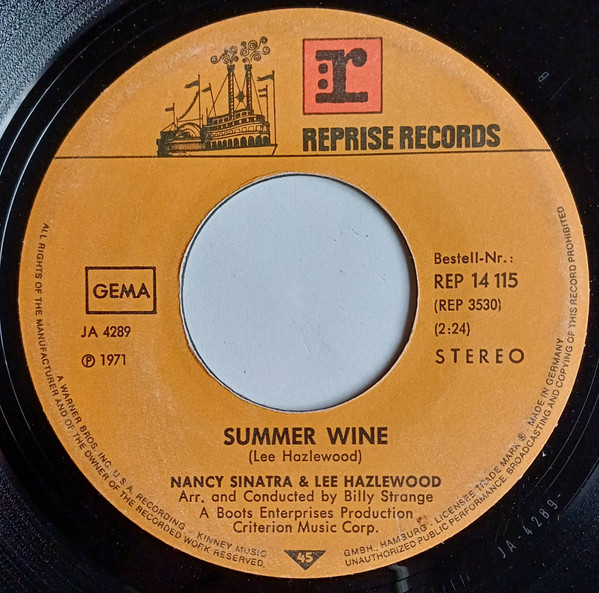 r
REPRISE RECORDS
GEMA
JA 4289
℗ 1971
Bestell-Nr.:
REP 14 115
(REP 3530)
(2:24)
STEREO
SUMMER WINE
(Lee Hazlewood)
NANCY SINATRA & LEE HAZLEWOOD
Arr. and Conducted by Billy Strange
A Boots Enterprises Production
Criterion Music Corp.
45
ALL RIGHTS OF THE MANUFACTURER AND OF THE OWNER OF THE RECORDED WORK RESERVED.
A WARNER BROS. INC. U.S.A. RECORDING - KINNEY MUSIC
GMBH., HAMBURG - LICENSEE TRADE MARK ® - MADE IN GERMANY
UNAUTHORIZED PUBLIC PERFORMANCE, BROADCASTING AND COPYING OF THIS RECORD PROHIBITED
JA-4289